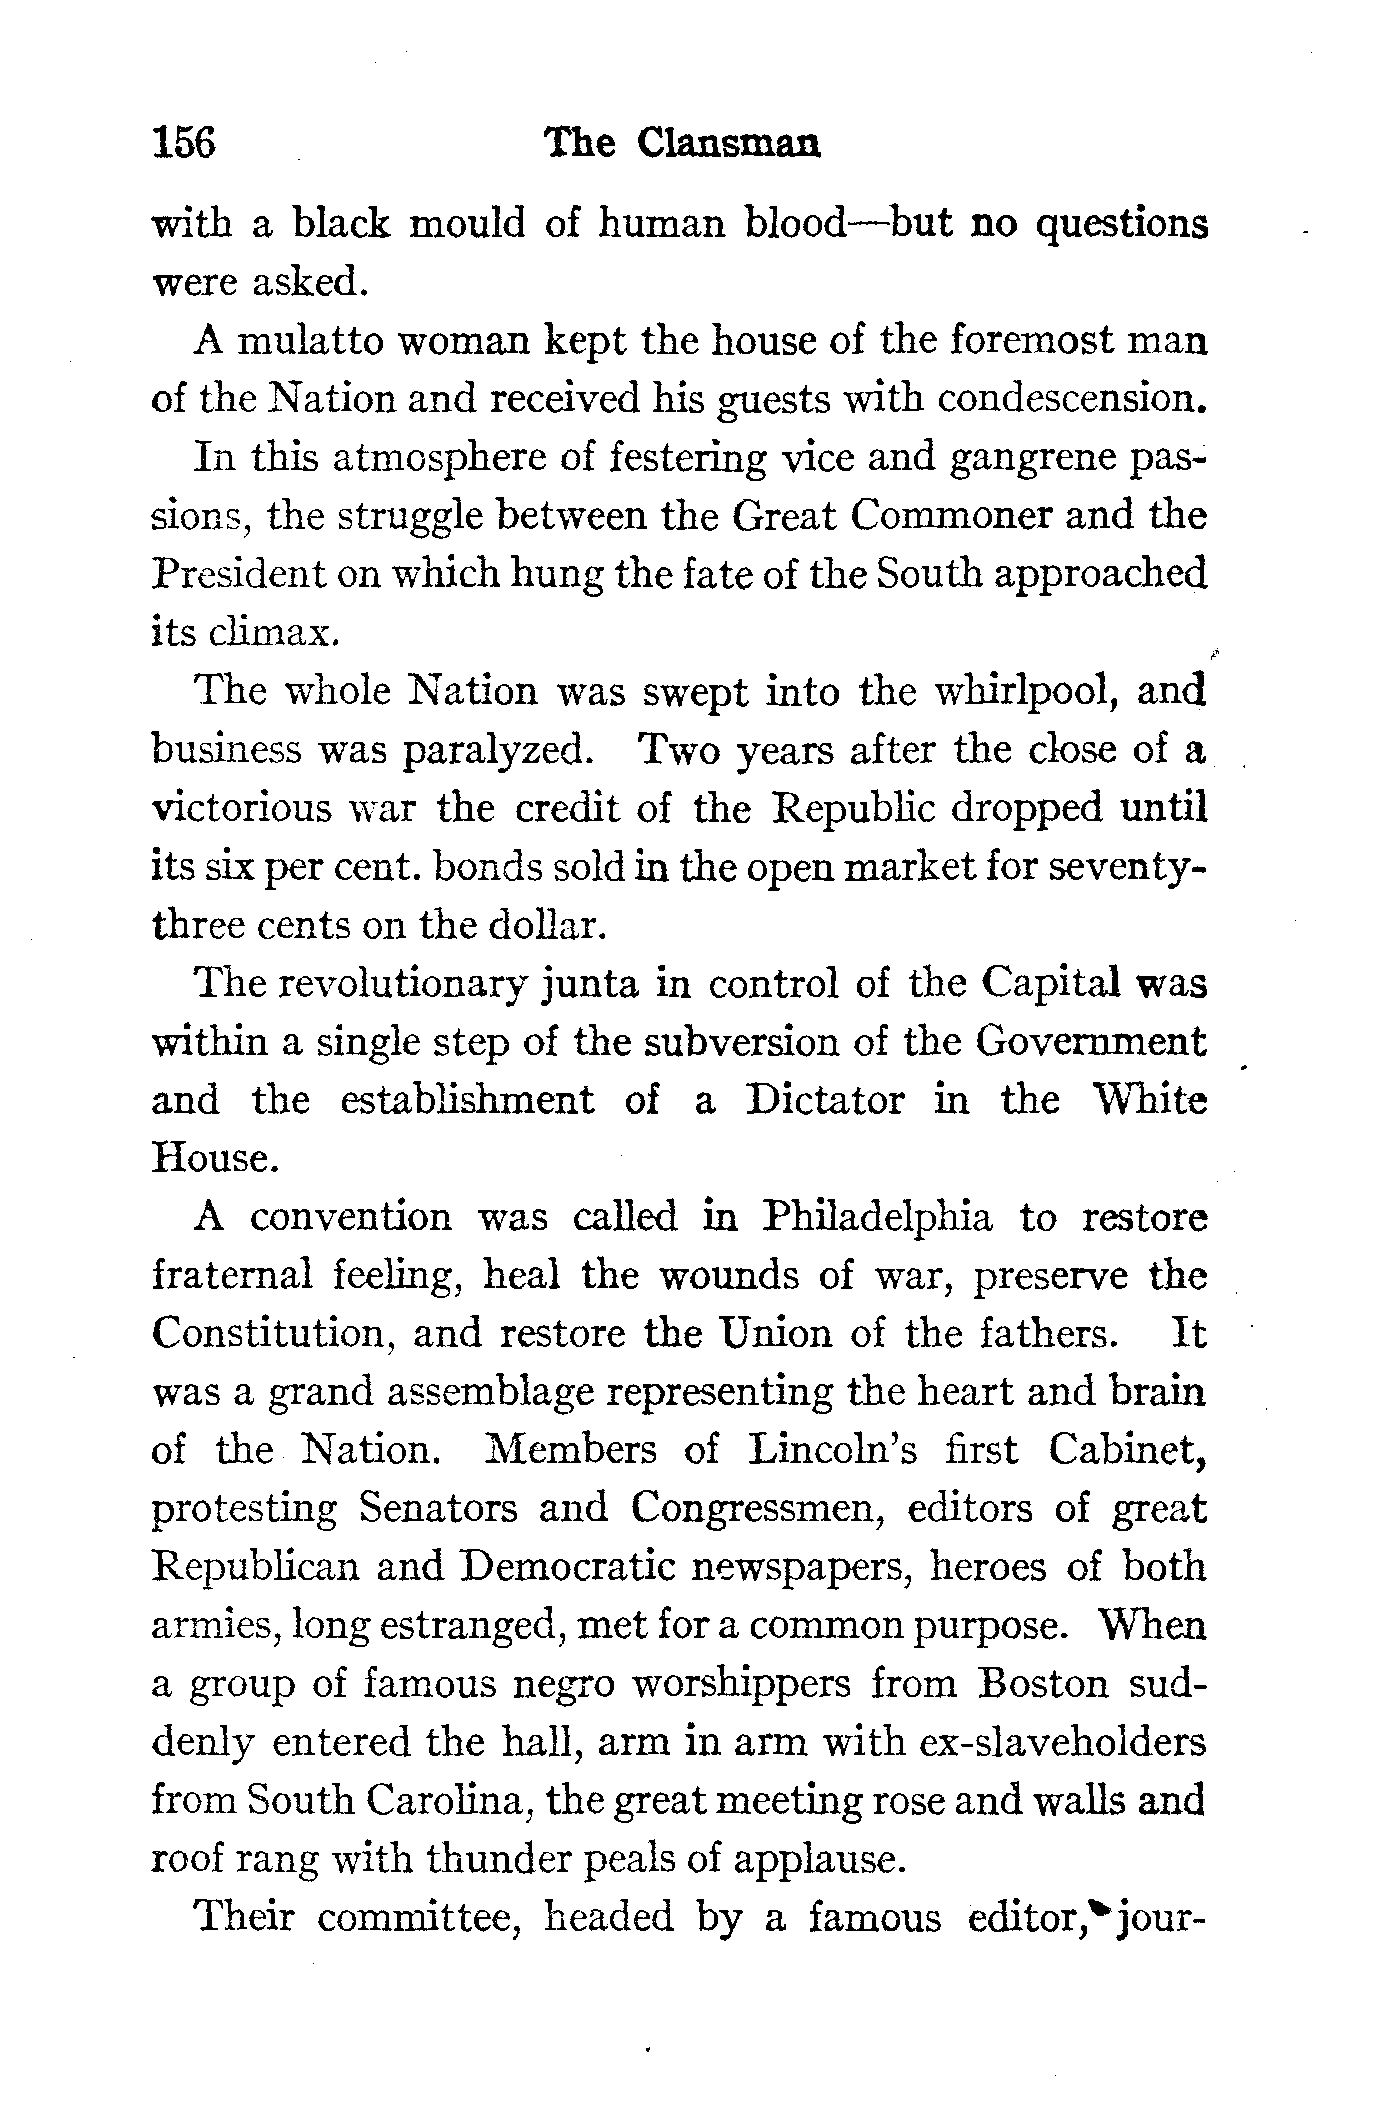 156 The Clansman
with a black mould of human blood—but no questions
were asked.
A mulatto woman kept the house of the foremost man
of the Nation and received his guests with condescension.
In this atmosphere of festering vice and gangrene pas-
sions, the struggle between the Great Commoner and the
President on which hung the fate of the South approached
its climax.
The whole Nation was swept into the whirlpool, and
business was paralyzed. Two years after the close of a
victorious war the credit of the Republic dropped until
its six per cent. bonds sold in the open market for seventy-
three cents on the dollar.
The revolutionary junta in control of the Capital was
within a single step of the subversion of the Government
and the establishment of a Dictator in the White
House.
A convention was called in Philadelphia to restore
fraternal feeling, heal the wounds of war, preserve the
Constitution, and restore the Union of the fathers. It
was a grand assemblage representing the heart and brain
of the Nation. Members of Lincoln's first Cabinet,
protesting Senators and Congressmen, editors of great
Republican and Democratic newspapers, heroes of both
armies, long estranged, met for a common purpose. When
a group of famous negro worshippers from Boston sud-
denly entered the hall, arm in arm with ex-slaveholders
from South Carolina, the great meeting rose and walls and
roof rang with thunder peals of applause.
Their committee, headed by a famous editor, jour-